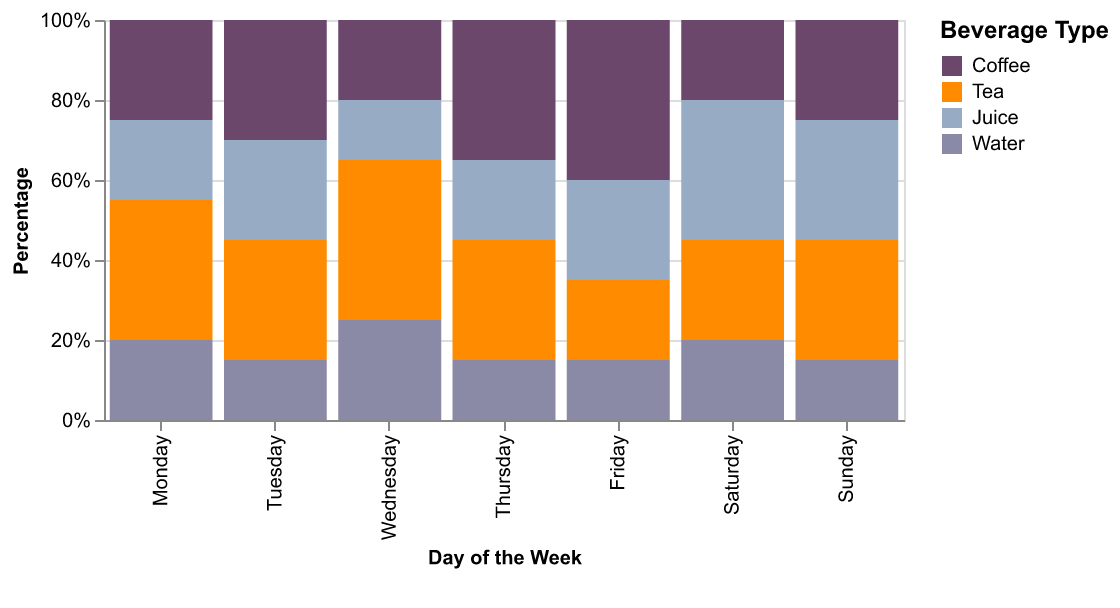 100%
80%
60%
40%
20%
0%
Percentage
Monday
Tuesday
Wednesday
Thursday
Friday
Saturday
Sunday
Day of the Week
Beverage Type
Coffee
Tea
Juice
Water